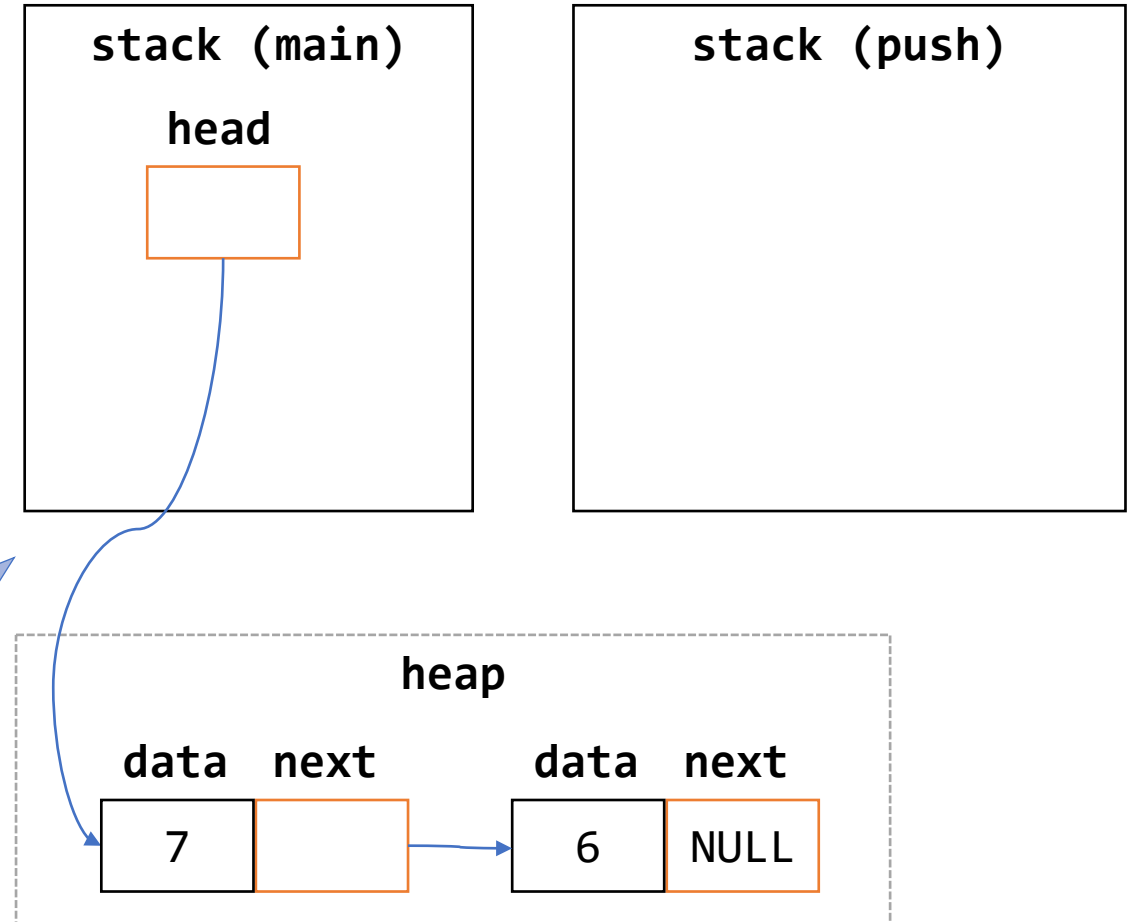 stack (main)
stack (push)
head
heap
data next data next
7 6 NULL